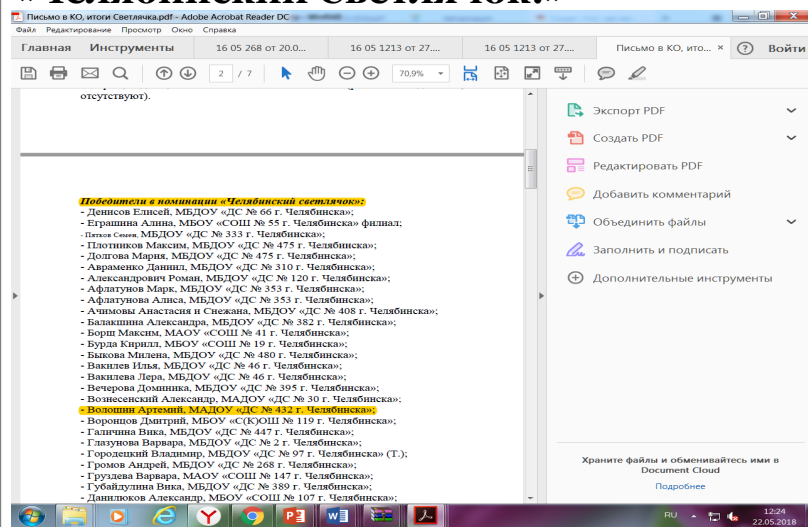 «Челябинский Светлячок!»
Письмо в КО, итоги Светлячка.pdf - Adobe Acrobat Reader DC
Файл Редактирование Просмотр Окно Справка
Главная Инструменты 16 05 268 от 20.0... 16 05 1213 от 27.... 16 05 1213 от 27.... Письмо в КО, ито... × Войти
2 / 7 70,9%
отсутствуют).
Победители в номинации «Челябинский светлячок»:
- Денисов Елисей, МБДОУ «ДС № 66 г. Челябинска»;
- Еграшина Алина, МБОУ «СОШ № 55 г. Челябинска» филиал;
- Пятков Семен, МБДОУ «ДС № 333 г. Челябинска»;
- Плотников Максим, МБДОУ «ДС № 475 г. Челябинска»;
- Долгова Мария, МБДОУ «ДС № 475 г. Челябинска»;
- Авраменко Даниил, МБДОУ «ДС № 310 г. Челябинска»;
- Александрович Роман, МБДОУ «ДС № 120 г. Челябинска»;
- Афлатунов Марк, МБДОУ «ДС № 353 г. Челябинска»;
- Афлатунова Алиса, МБДОУ «ДС № 353 г. Челябинска»;
- Ачимовы Анастасия и Снежана, МБДОУ «ДС № 408 г. Челябинска»;
- Балакшина Александра, МБДОУ «ДС № 382 г. Челябинска»;
- Борщ Максим, МАОУ «СОШ № 41 г. Челябинска»;
- Бурда Кирилл, МБОУ «СОШ № 19 г. Челябинска»;
- Быкова Милена, МБДОУ «ДС № 480 г. Челябинска»;
- Вакилев Илья, МБДОУ «ДС № 46 г. Челябинска»;
- Вакилева Лера, МБДОУ «ДС № 46 г. Челябинска»;
- Вечерова Доминика, МБДОУ «ДС № 395 г. Челябинска»;
- Вознесенский Александр, МАДОУ «ДС № 30 г. Челябинска»;
- Волошин Артемий, МАДОУ «ДС № 432 г. Челябинска»;
- Воронцов Дмитрий, МБОУ «С(К)ОШ № 119 г. Челябинска»;
- Галичина Вика, МБДОУ «ДС № 447 г. Челябинска»;
- Глазунова Варвара, МБДОУ «ДС № 2 г. Челябинска»;
- Городецкий Владимир, МБДОУ «ДС № 97 г. Челябинска» (Т.);
- Громов Андрей, МБДОУ «ДС № 268 г. Челябинска»;
- Груздева Варвара, МАОУ «СОШ № 147 г. Челябинска»;
- Губайдулина Вика, МБДОУ «ДС № 389 г. Челябинска»;
- Данилюков Александр, МБОУ «СОШ № 107 г. Челябинска»;
Экспорт PDF
Создать PDF
Редактировать PDF
Добавить комментарий
Объединить файлы
Заполнить и подписать
Дополнительные инструменты
Храните файлы и обменивайтесь ими в
Document Cloud
Подробнее
RU 12:24
22.05.2018